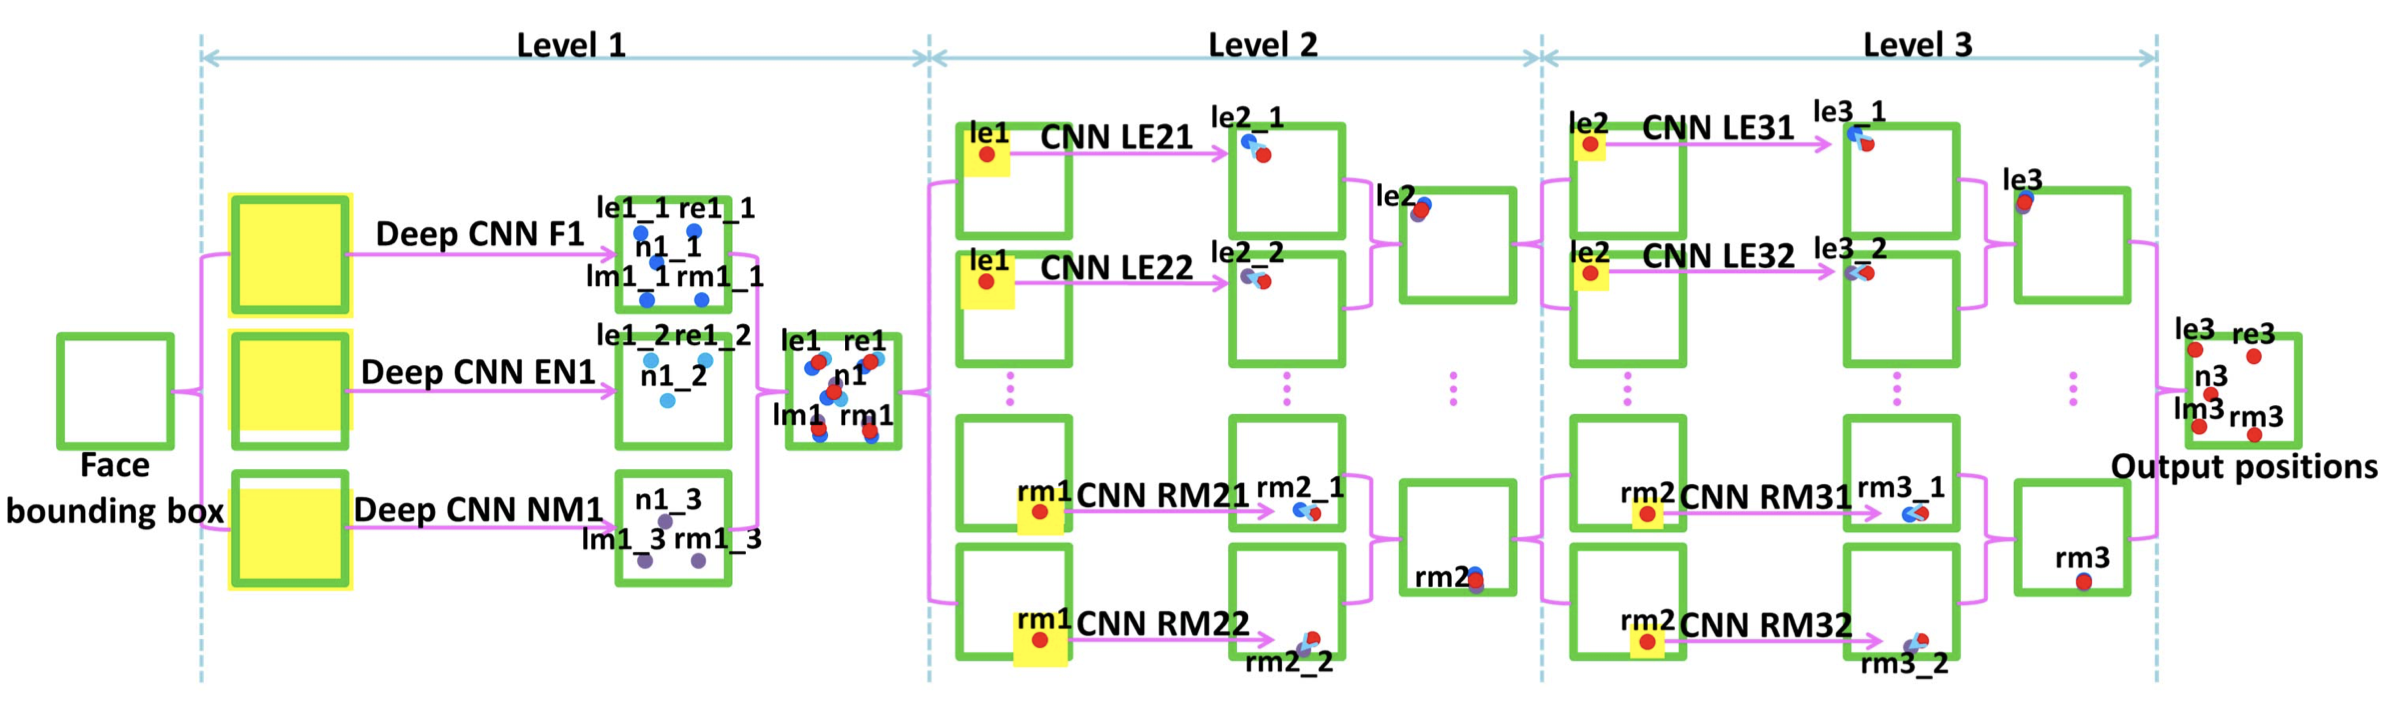 Level 1
Level 2
Level 3
Face
bounding box
Deep CNN F1
Deep CNN EN1
Deep CNN NM1
le1_1 re1_1
n1_1
lm1_1 rm1_1
le1_2 re1_2
n1_2
n1_3
lm1_3 rm1_3
le1 re1
n1
lm1 rm1
le1
CNN LE21
le2_1
le1
CNN LE22
le2_2
le2
rm1
CNN RM21
rm2_1
rm1
CNN RM22
rm2_2
rm2
le2
CNN LE31
le3_1
le2
CNN LE32
le3_2
le3
rm2
CNN RM31
rm3_1
rm2
CNN RM32
rm3_2
rm3
le3 re3
n3
lm3 rm3
Output positions